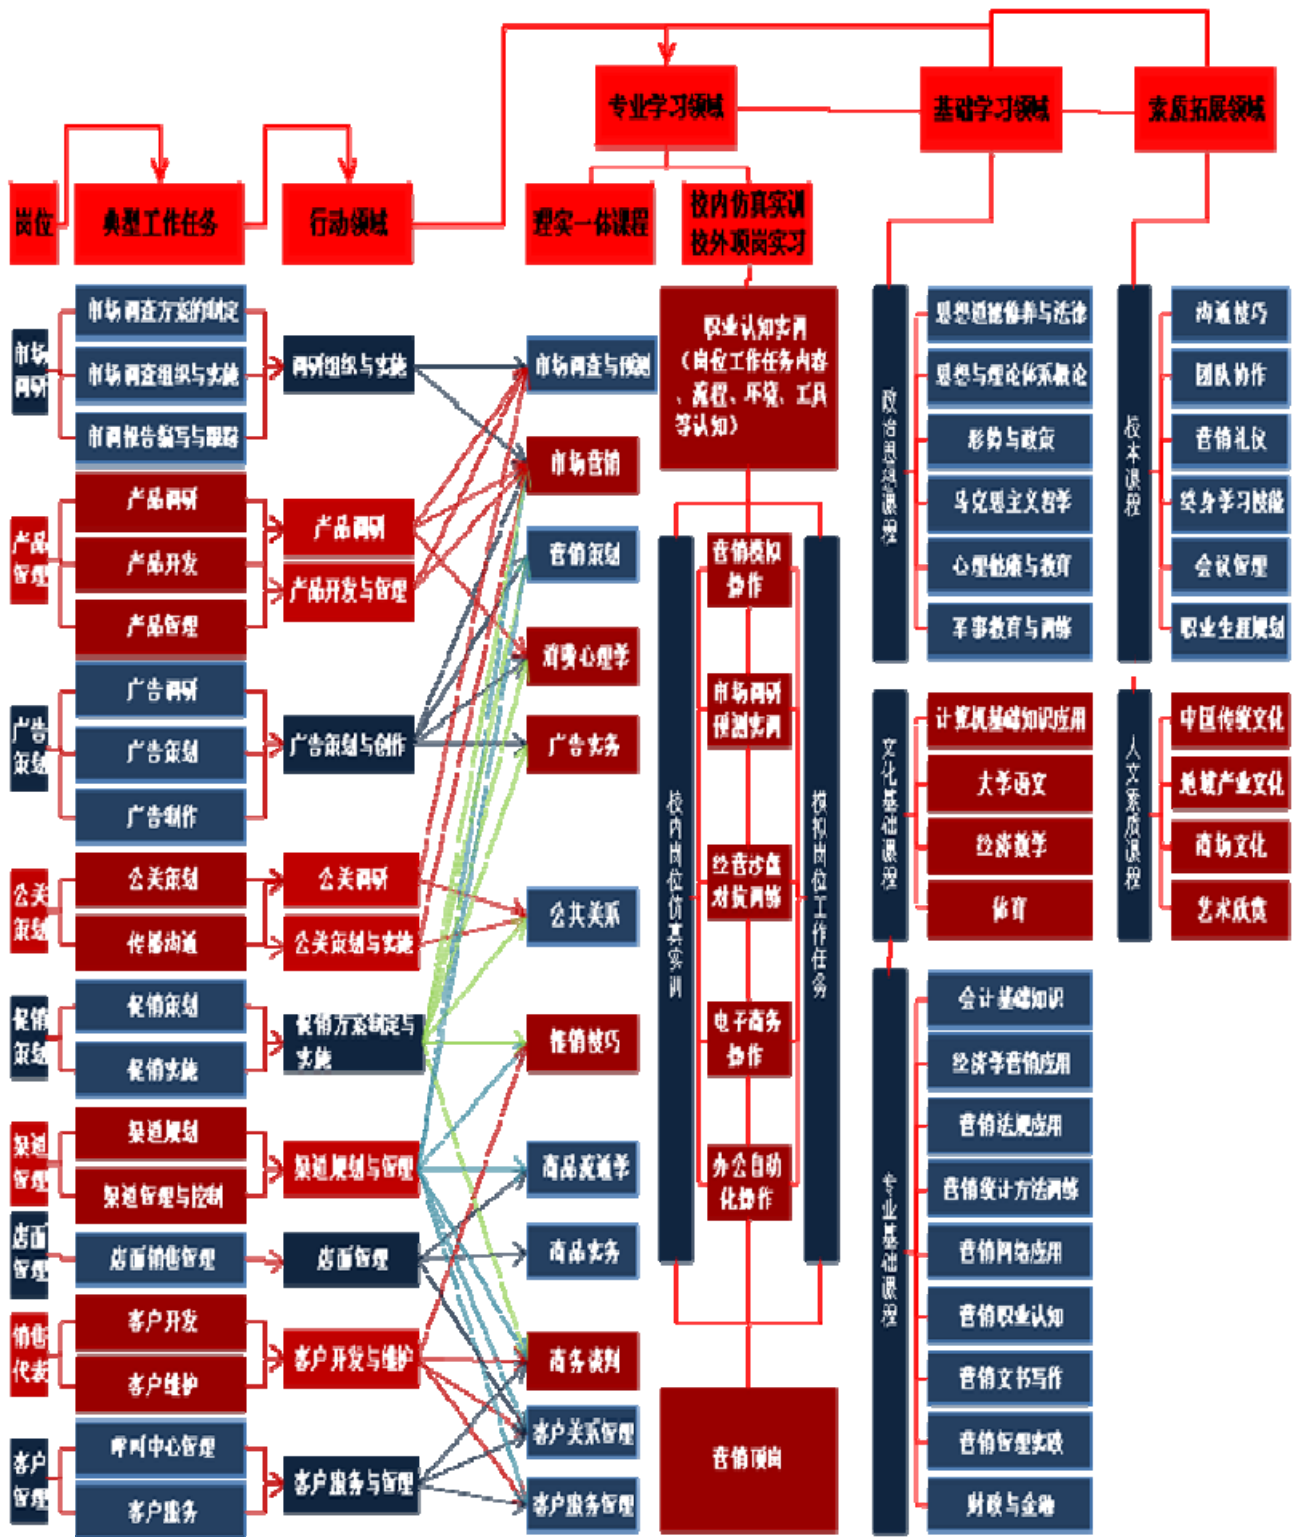 专业学习领域
基础学习领域
素质拓展领域
岗位
典型工作任务
行动领域
理实一体课程
校内仿真实训
校外顶岗实习
市场
调研
市场调查方案的制定
市场调查组织与实施
市调报告编写与跟踪
调研组织与实施
产品
管理
产品调研
产品开发
产品管理
产品调研
产品开发与管理
广告
策划
广告调研
广告策划
广告制作
广告策划与创作
公关
策划
公关策划
传播沟通
公关调研
公关策划与实施
促销
策划
促销策划
促销实施
促销方案制定与
实施
渠道
管理
渠道规划
渠道管理与控制
渠道规划与管理
店面
管理
店面销售管理
店面管理
销售
代表
客户开发
客户维护
客户开发与维护
客户
管理
呼叫中心管理
客户服务
客户服务与管理
市场调查与预测
市场营销
营销策划
消费心理学
广告实务
公共关系
推销技巧
商品流通学
商品实务
商务谈判
客户关系管理
客户服务管理
职业认知实训
（岗位工作任务内容
、流程、环境、工具
等认知）
校内岗位仿真实训
营销模拟
操作
市场调研
预测实训
经营沙盘
对抗训练
电子商务
操作
办公自动
化操作
模拟岗位工作任务
营销顶岗
政治思想课程
思想道德修养与法律
思想与理论体系概论
形势与政策
马克思主义哲学
心理健康与教育
军事教育与训练
文化基础课程
计算机基础知识应用
大学语文
经济数学
体育
专业基础课程
会计基础知识
经济学营销应用
营销法规应用
营销统计方法训练
营销网络应用
营销职业认知
营销文书写作
营销管理实践
财政与金融
校本课程
沟通技巧
团队协作
营销礼仪
终身学习技能
会议管理
职业生涯规划
人文素质课程
中国传统文化
地域产业文化
商场文化
艺术欣赏